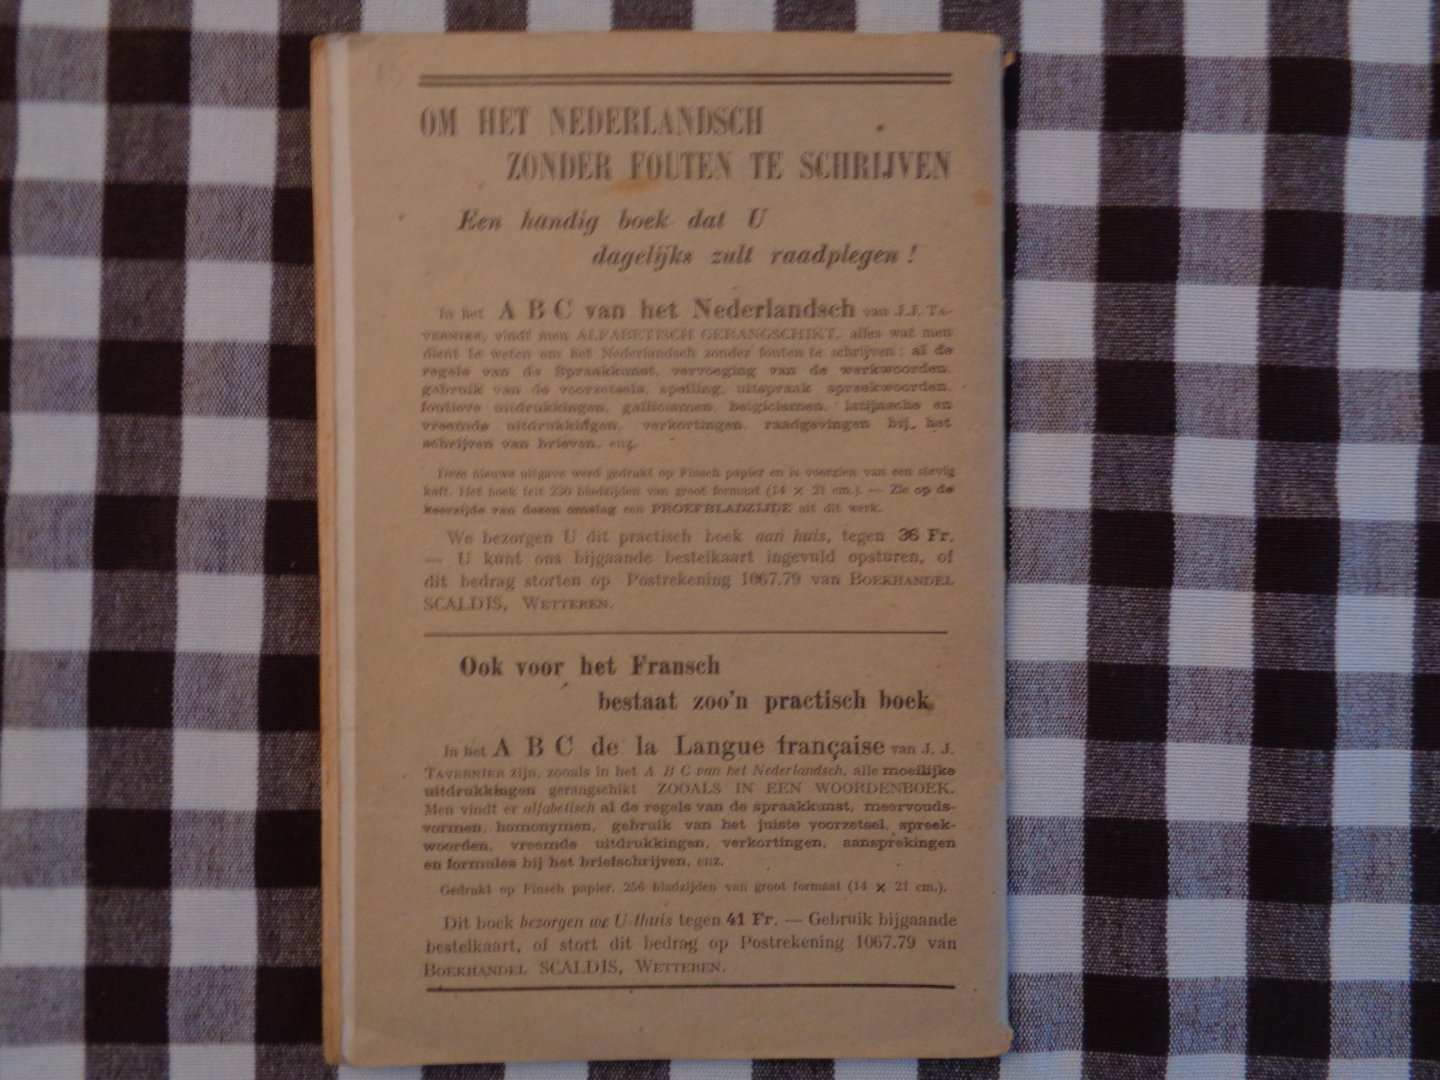 OM HET NEDERLANDSCH
ZONDER FOUTEN TE SCHRIJVEN
Een handig boek dat U
dagelijks zult raadplegen !
In het A B C van het Nederlandsch van J.J. TA-
VERNIER, vindt men ALFABETISCH GERANGSCHIKT, alles wat men
dient te weten om het Nederlandsch zonder fouten te schrijven : al de
regels van de Spraakkunst, vervoeging van de werkwoorden,
gebruik van de voorzetsels, spelling, uitspraak spreekwoorden,
foutieve uitdrukkingen, gallicismen, belgicismen, latijnsche en
vreemde uitdrukkingen, verkortingen, raadgevingen bij het
schrijven van brieven, enz.
Deze nieuwe uitgave werd gedrukt op Finsch papier en is voorzien van een stevig
kaft. Het boek telt 230 bladzijden van groot formaat (14 × 21 cm.). — Zie op de
keerzijde van dezen omslag een PROEFBLADZIJDE uit dit werk.
We bezorgen U dit practisch boek aan huis, tegen 36 Fr.
— U kunt ons bijgaande bestelkaart ingevuld opsturen, of
dit bedrag storten op Postrekening 1067.79 van BOEKHANDEL
SCALDIS, WETTEREN.
Ook voor het Fransch
bestaat zoo'n practisch boek
In het A B C de la Langue française van J. J.
TAVERNIER zijn, zooals in het A B C van het Nederlandsch, alle moeilijke
uitdrukkingen gerangschikt ZOOALS IN EEN WOORDENBOEK.
Men vindt er alfabetisch al de regels van de spraakkunst, meervouds-
vormen, homonymen, gebruik van het juiste voorzetsel, spreek-
woorden, vreemde uitdrukkingen, verkortingen, aansprekingen
en formules bij het briefschrijven, enz.
Gedrukt op Finsch papier. 256 bladzijden van groot formaat (14 × 21 cm.).
Dit boek bezorgen we U thuis tegen 41 Fr. — Gebruik bijgaande
bestelkaart, of stort dit bedrag op Postrekening 1067.79 van
BOEKHANDEL SCALDIS, WETTEREN.